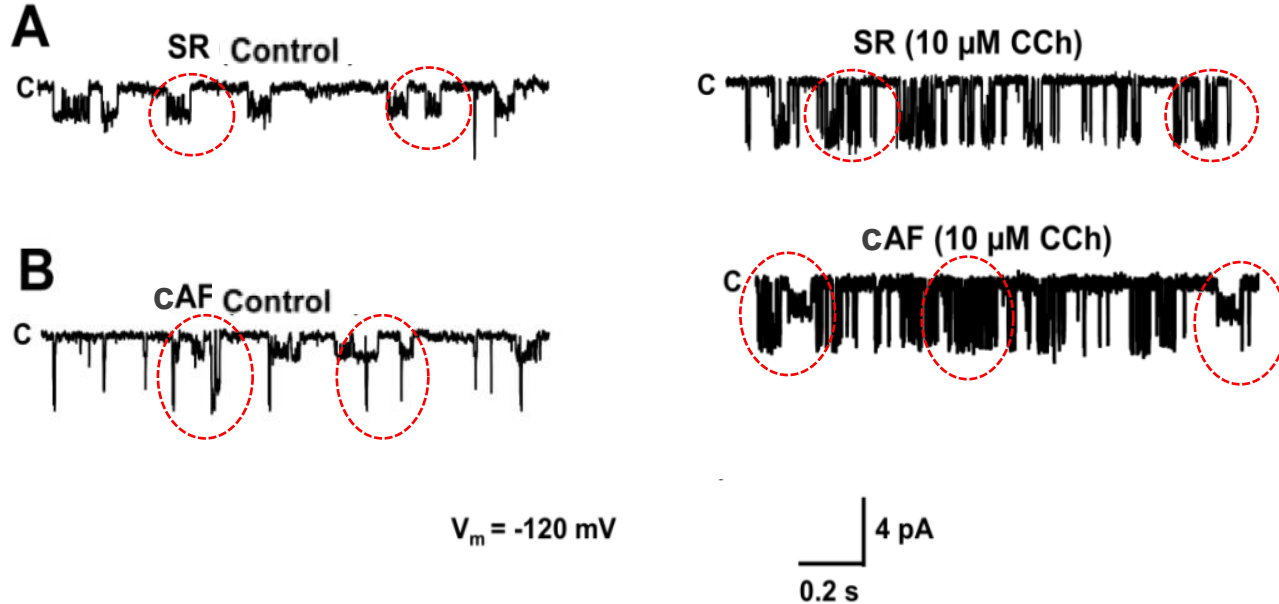 A
SR Control
C
SR (10 µM CCh)
C
B
cAF Control
C
cAF (10 µM CCh)
C
Vm = -120 mV
4 pA
0.2 s